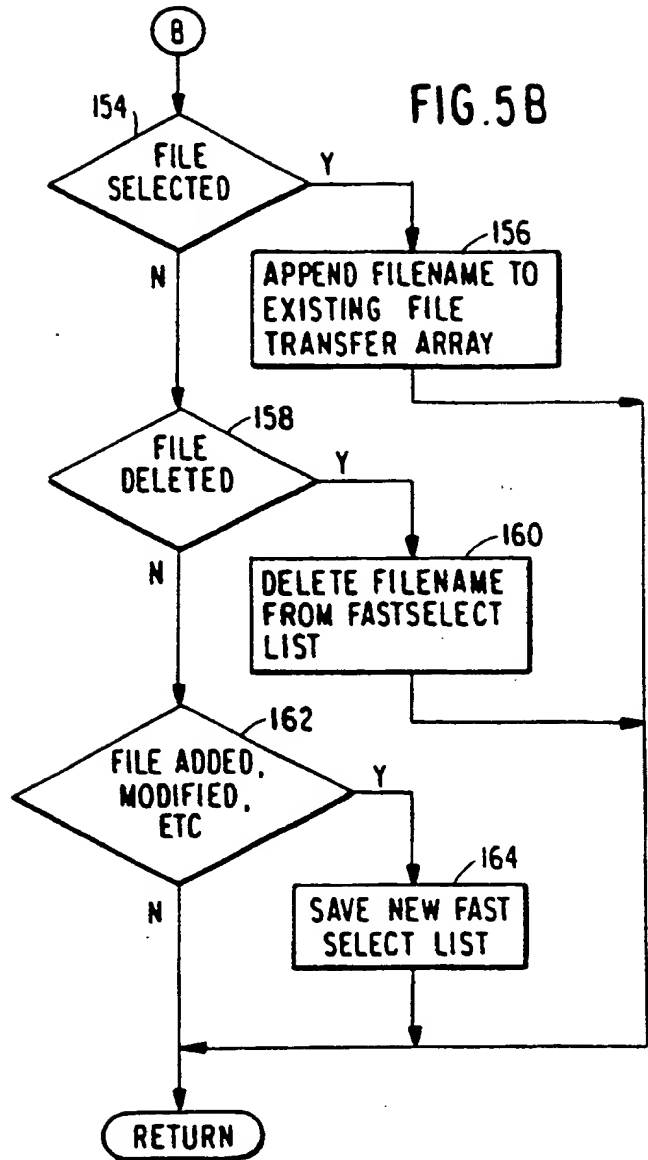 B
FIG.5B
154
FILE
SELECTED
Y
N
156
APPEND FILENAME TO
EXISTING FILE
TRANSFER ARRAY
158
FILE
DELETED
Y
N
160
DELETE FILENAME
FROM FASTSELECT
LIST
162
FILE ADDED,
MODIFIED,
ETC
Y
N
164
SAVE NEW FAST
SELECT LIST
RETURN